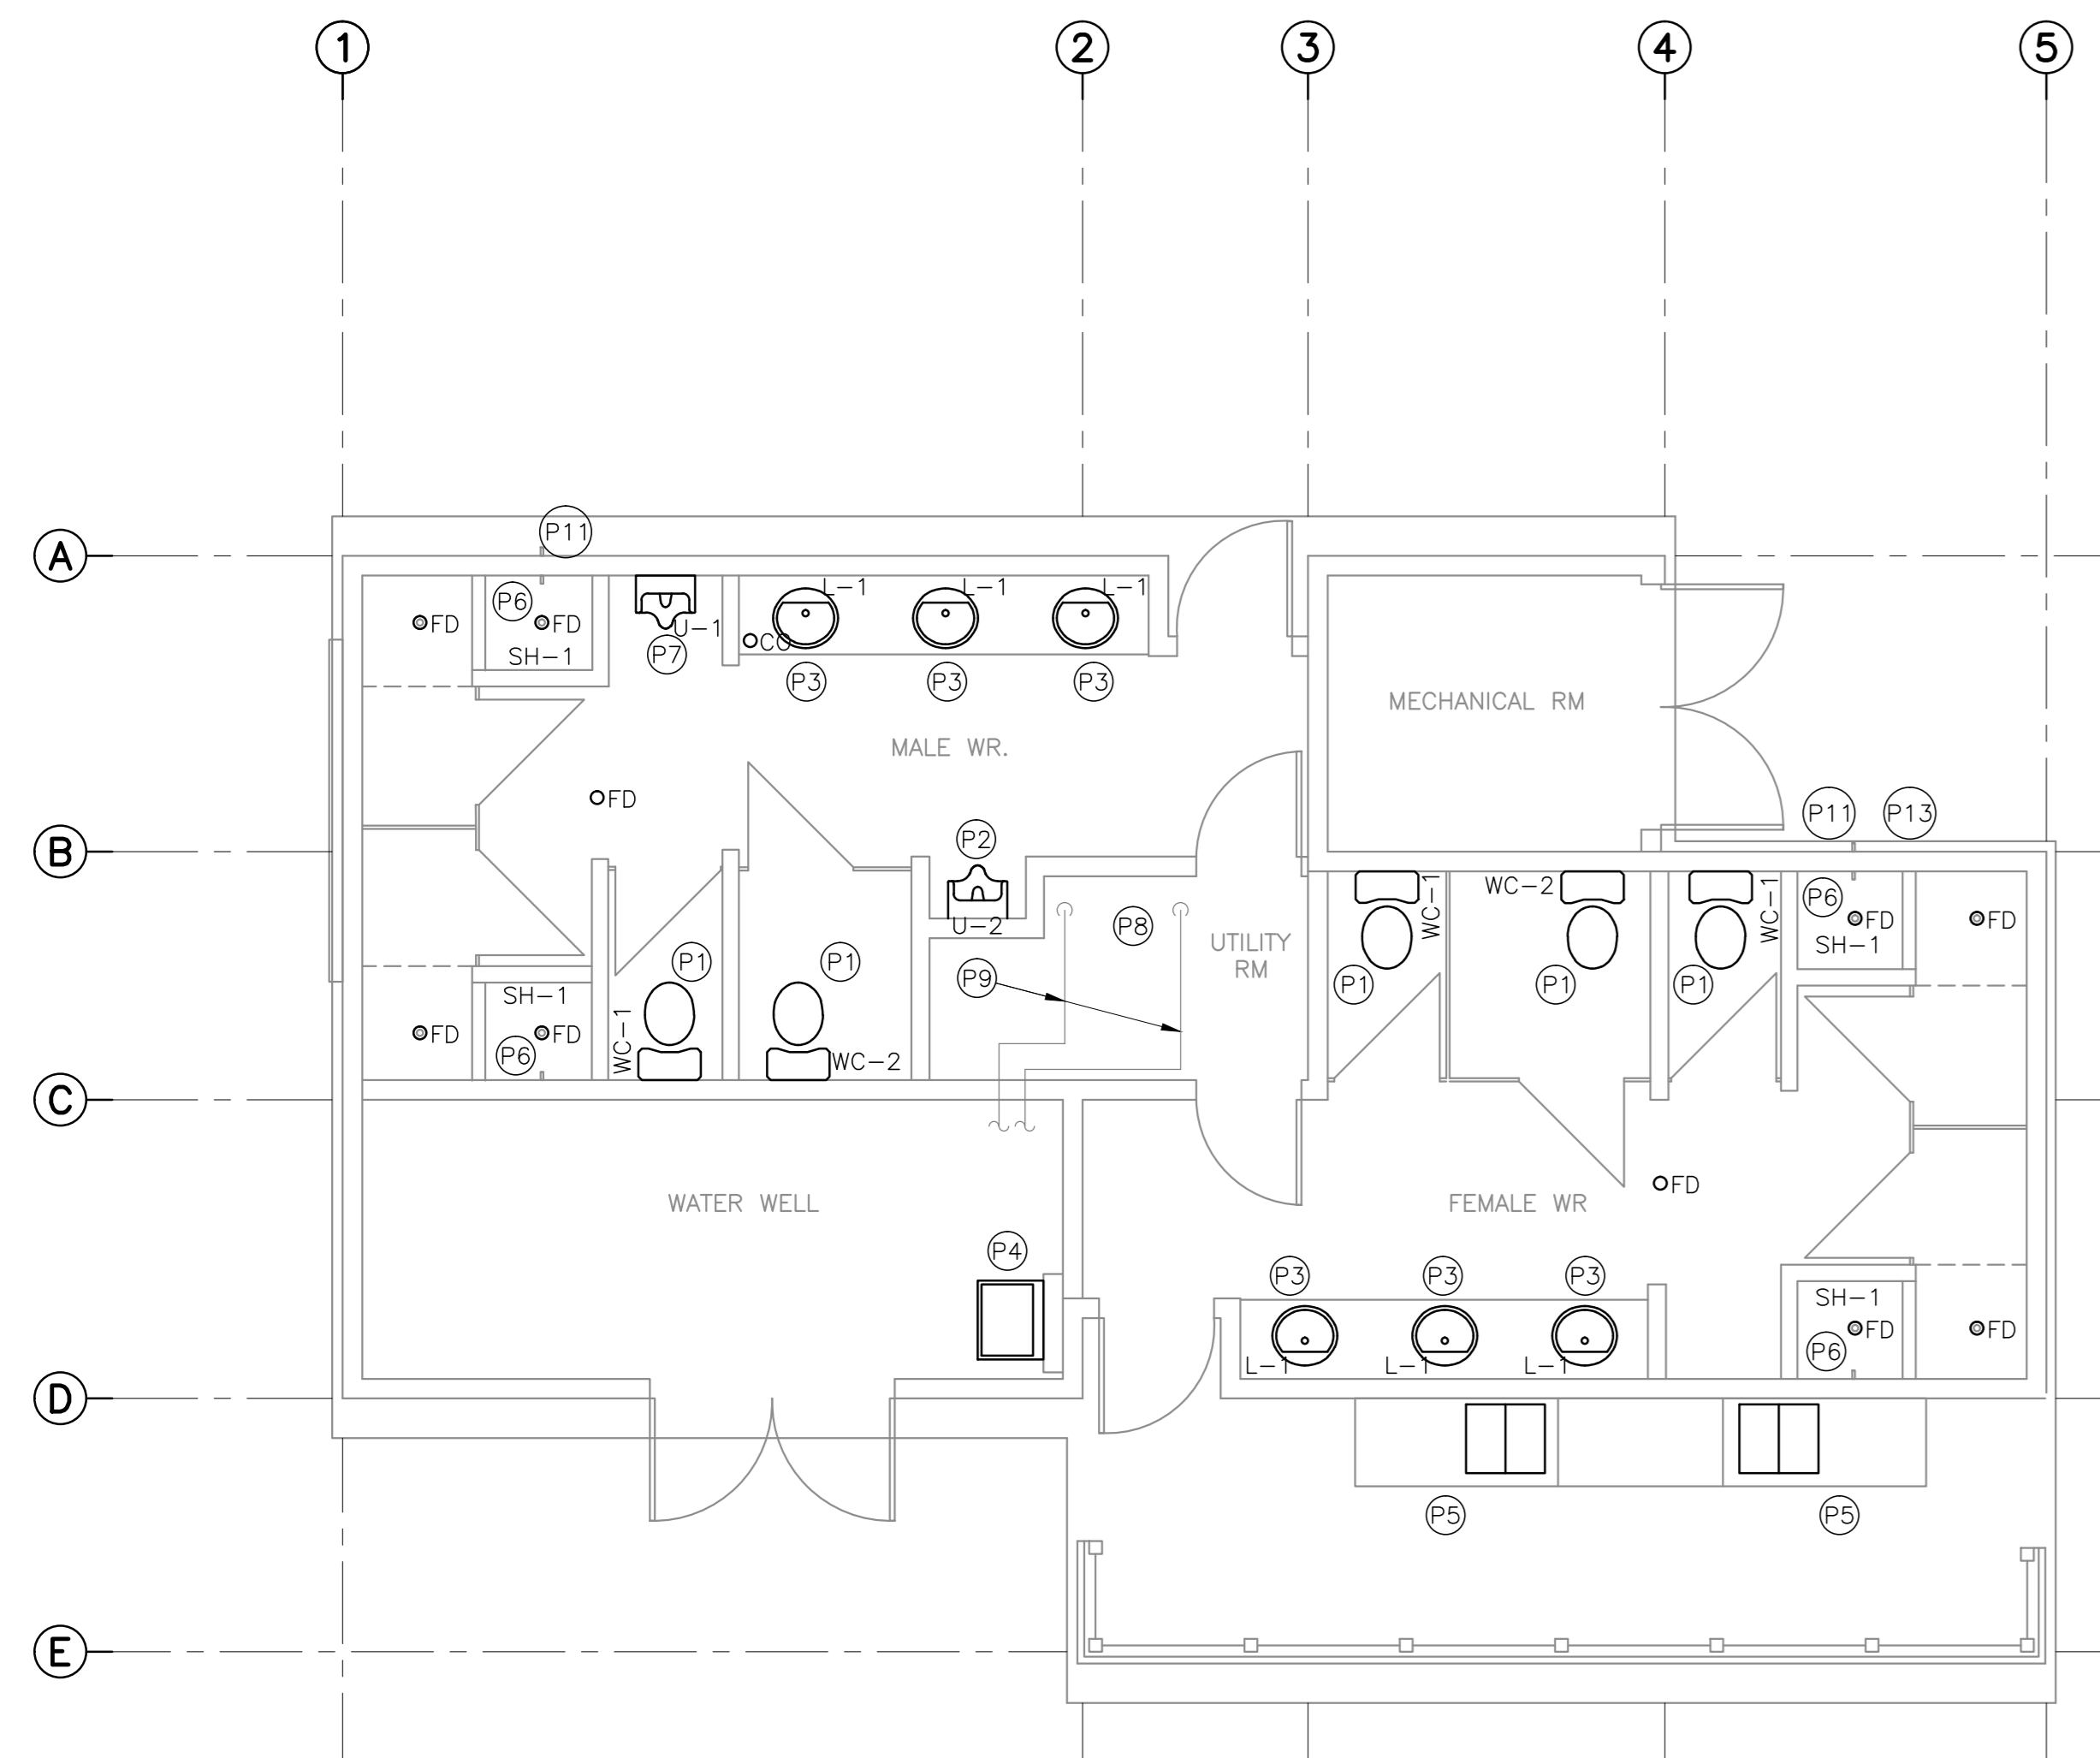 1 2 3 4 5
A
P11
P6 L-1 L-1 L-1
FD FD U-1 CO
SH-1 P7
P3 P3 P3
MECHANICAL RM
MALE WR.
FD
P11 P13
B
P2
WC-1 WC-2 WC-1 P6
U-2 P8 FD FD
UTILITY
RM
SH-1
P1 P1
P9 P1 P1 P1
SH-1
FD FD
P6 WC-1 WC-2
C
FD
WATER WELL FEMALE WR
P4
P3 P3 P3
SH-1
FD FD
L-1 L-1 L-1 P6
D
P5 P5
E